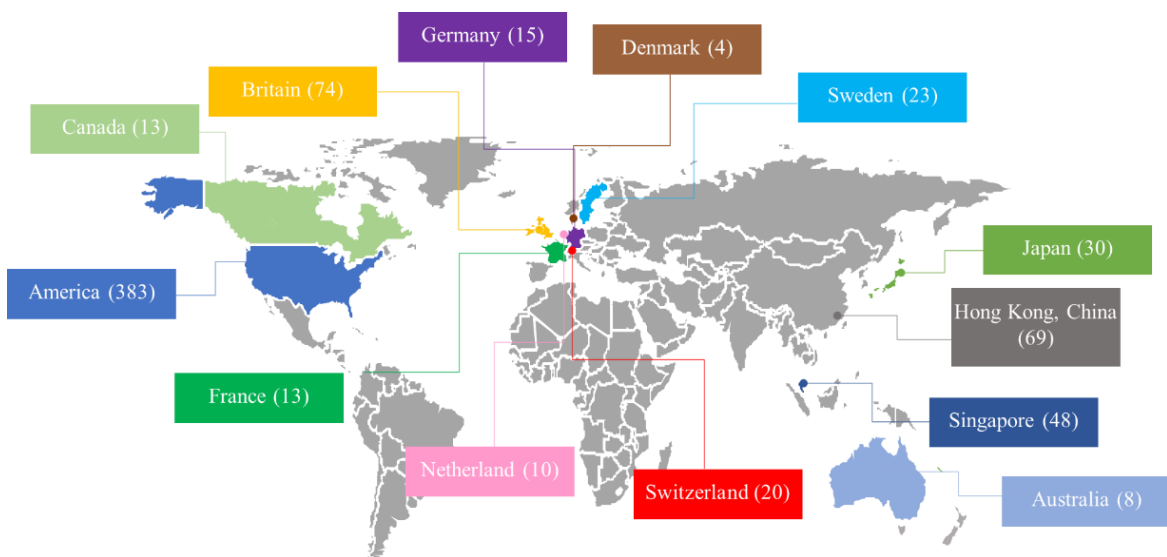 Germany (15)
Denmark (4)
Britain (74)
Sweden (23)
Canada (13)
Japan (30)
America (383)
Hong Kong, China
(69)
France (13)
Singapore (48)
Netherland (10)
Switzerland (20)
Australia (8)